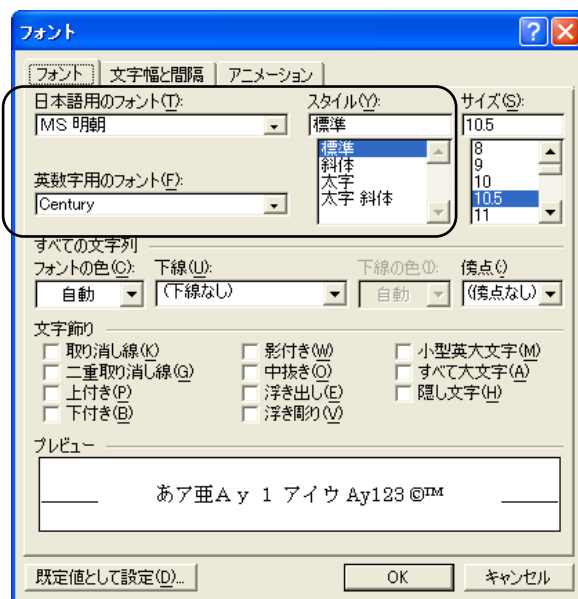 フォント
フォント 文字幅と間隔 アニメーション
日本語用のフォント(T): スタイル(Y): サイズ(S):
MS 明朝 標準 10.5
標準 8
斜体 9
太字 10
太字 斜体 10.5
11
英数字用のフォント(F):
Century
すべての文字列
フォントの色(C): 下線(U): 下線の色(I): 傍点(·)
自動 (下線なし) 自動 (傍点なし)
文字飾り
取り消し線(K) 影付き(W) 小型英大文字(M)
二重取り消し線(G) 中抜き(O) すべて大文字(A)
上付き(P) 浮き出し(E) 隠し文字(H)
下付き(B) 浮き彫り(V)
プレビュー
あア亜Ay 1 アイウ Ay123 ©™
既定値として設定(D)... OK キャンセル